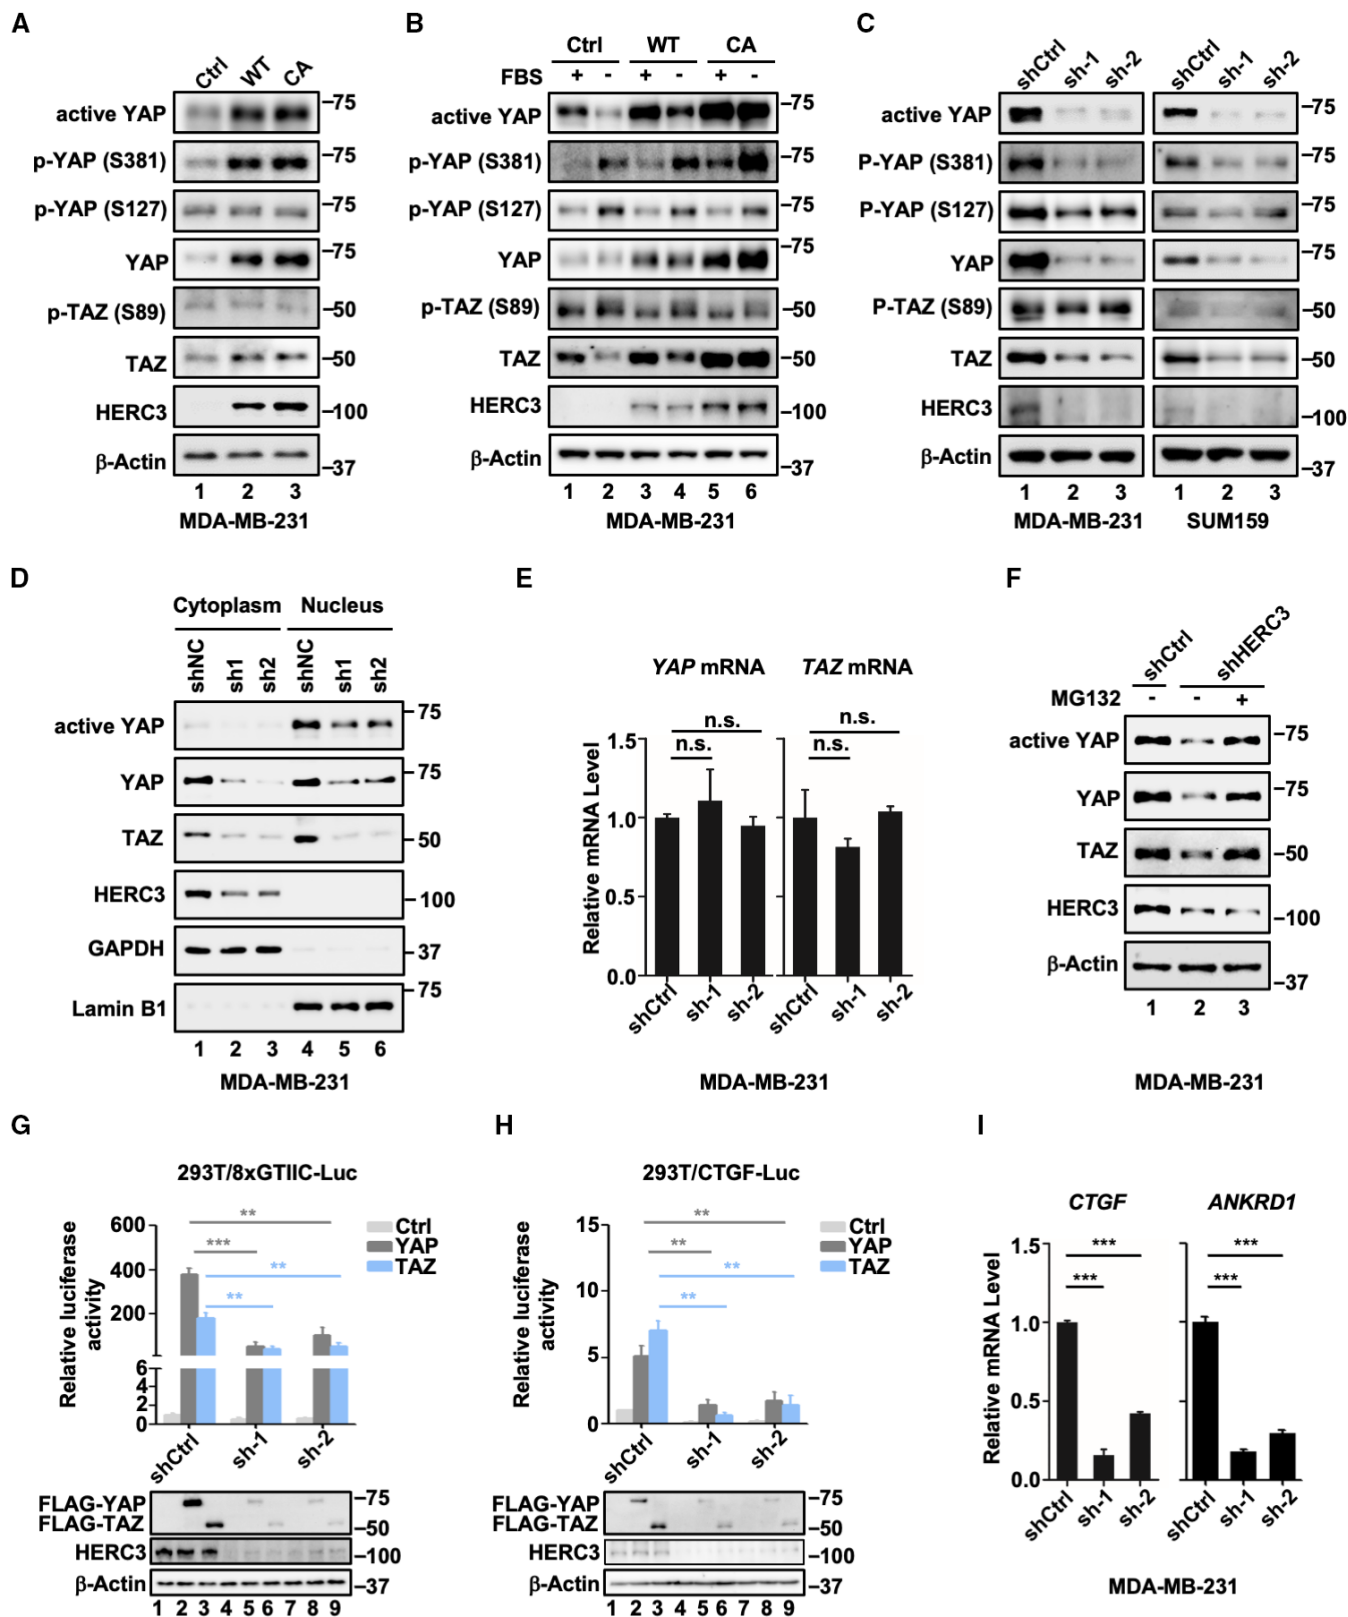 A
Ctrl WT CA
active YAP –75
p-YAP (S381) –75
p-YAP (S127) –75
YAP –75
p-TAZ (S89) –50
TAZ –50
HERC3 –100
β-Actin –37
1 2 3
MDA-MB-231
B
Ctrl WT CA
FBS + - + - + -
active YAP –75
p-YAP (S381) –75
p-YAP (S127) –75
YAP –75
p-TAZ (S89) –50
TAZ –50
HERC3 –100
β-Actin –37
1 2 3 4 5 6
MDA-MB-231
C
shCtrl sh-1 sh-2 shCtrl sh-1 sh-2
active YAP –75
P-YAP (S381) –75
P-YAP (S127) –75
YAP –75
P-TAZ (S89) –50
TAZ –50
HERC3 –100
β-Actin –37
1 2 3 1 2 3
MDA-MB-231 SUM159
D
Cytoplasm Nucleus
shNC sh1 sh2 shNC sh1 sh2
active YAP – 75
YAP – 75
TAZ – 50
HERC3 – 100
GAPDH – 37
Lamin B1 – 75
1 2 3 4 5 6
MDA-MB-231
E
YAP mRNA TAZ mRNA
n.s. n.s.
n.s. n.s.
Relative mRNA Level
1.5
1.0
0.5
0.0
shCtrl sh-1 sh-2 shCtrl sh-1 sh-2
MDA-MB-231
F
shCtrl shHERC3
MG132 - - +
active YAP –75
YAP –75
TAZ –50
HERC3 –100
β-Actin –37
1 2 3
MDA-MB-231
G
293T/8xGTIIC-Luc
Relative luciferase activity
600
400
200
6
4
2
0
**
***
**
**
Ctrl
YAP
TAZ
shCtrl sh-1 sh-2
FLAG-YAP –75
FLAG-TAZ –50
HERC3 –100
β-Actin –37
1 2 3 4 5 6 7 8 9
H
293T/CTGF-Luc
Relative luciferase activity
15
10
5
0
**
**
**
**
Ctrl
YAP
TAZ
shCtrl sh-1 sh-2
FLAG-YAP –75
FLAG-TAZ –50
HERC3 –100
β-Actin –37
1 2 3 4 5 6 7 8 9
I
CTGF ANKRD1
*** ***
*** ***
Relative mRNA Level
1.5
1.0
0.5
0.0
shCtrl sh-1 sh-2 shCtrl sh-1 sh-2
MDA-MB-231